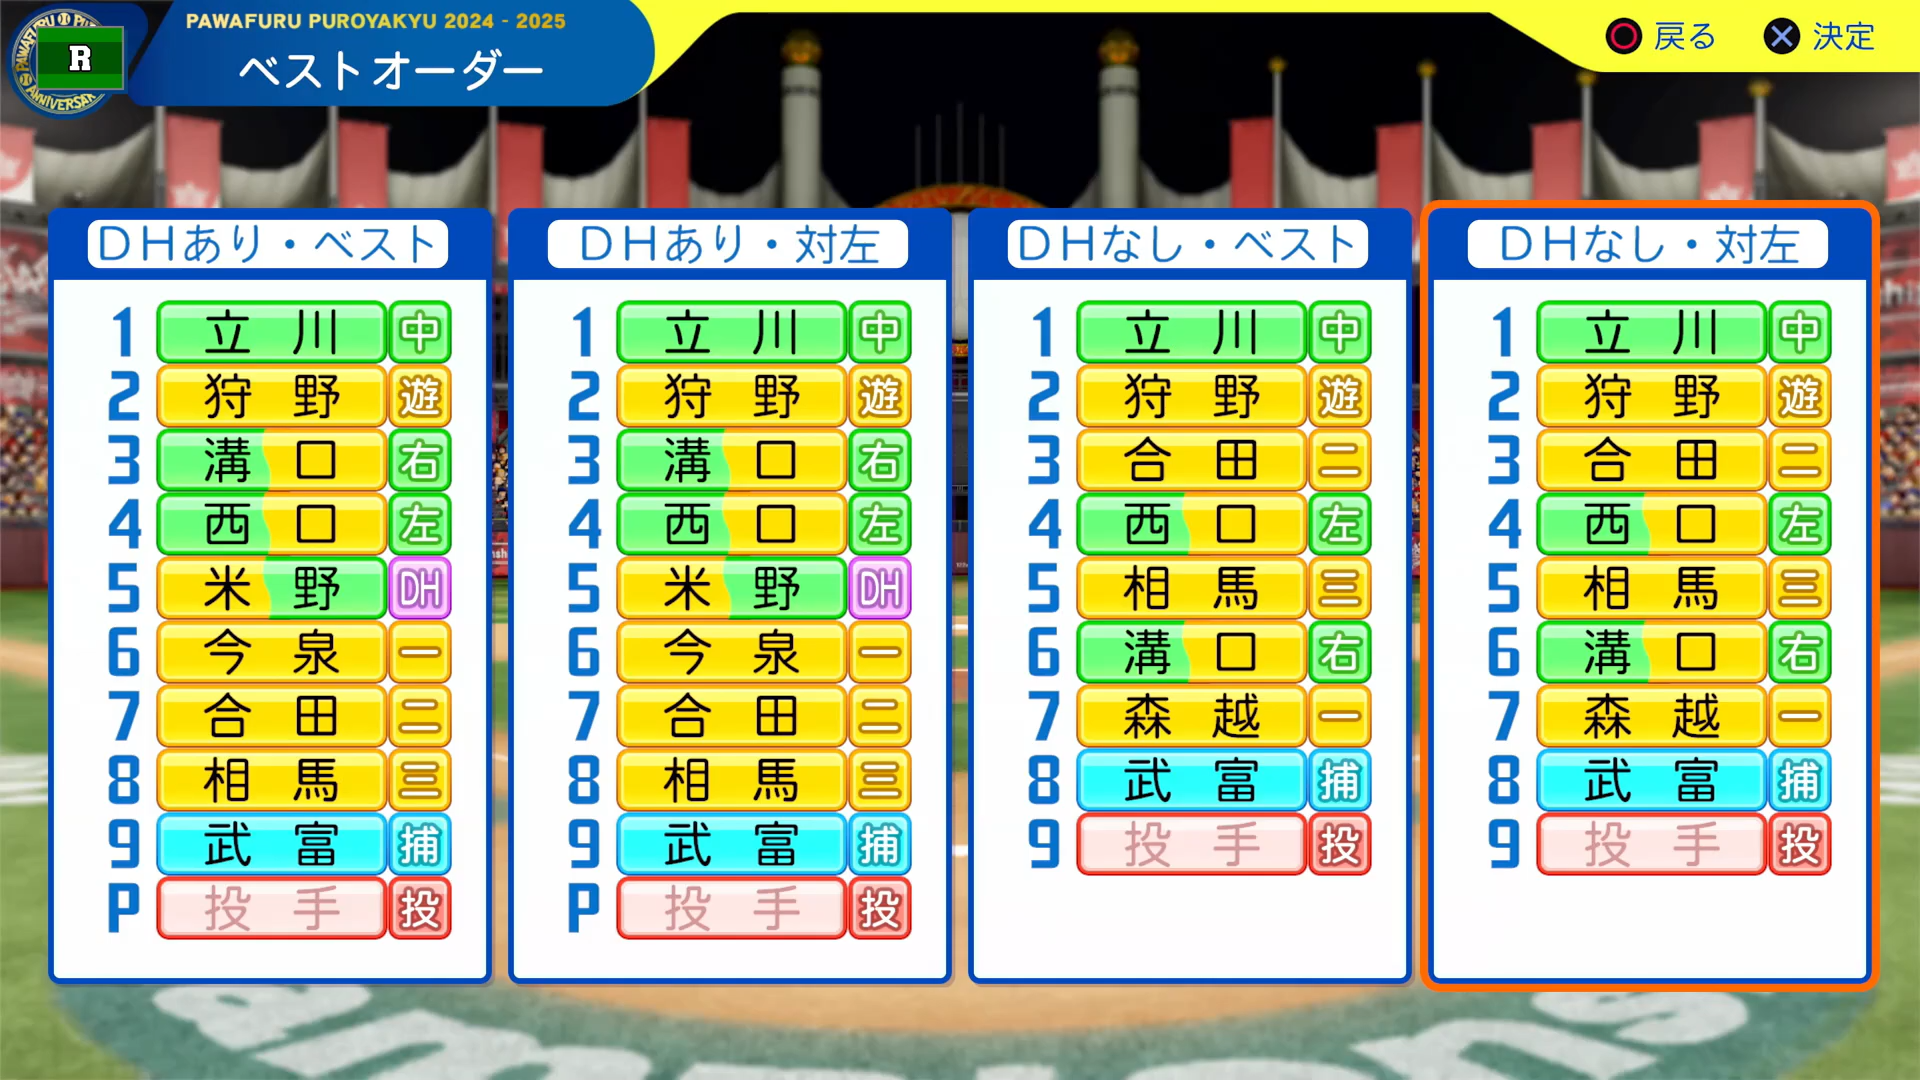 PAWAFURU PUROYAKYU 2024 - 2025
ベストオーダー
R
戻る
決定
DHあり・ベスト
1 立川 中
2 狩野 遊
3 溝口 右
4 西口 左
5 米野 DH
6 今泉 一
7 合田 二
8 相馬 三
9 武富 捕
P 投手 投
DHあり・対左
1 立川 中
2 狩野 遊
3 溝口 右
4 西口 左
5 米野 DH
6 今泉 一
7 合田 二
8 相馬 三
9 武富 捕
P 投手 投
DHなし・ベスト
1 立川 中
2 狩野 遊
3 合田 二
4 西口 左
5 相馬 三
6 溝口 右
7 森越 一
8 武富 捕
9 投手 投
DHなし・対左
1 立川 中
2 狩野 遊
3 合田 二
4 西口 左
5 相馬 三
6 溝口 右
7 森越 一
8 武富 捕
9 投手 投